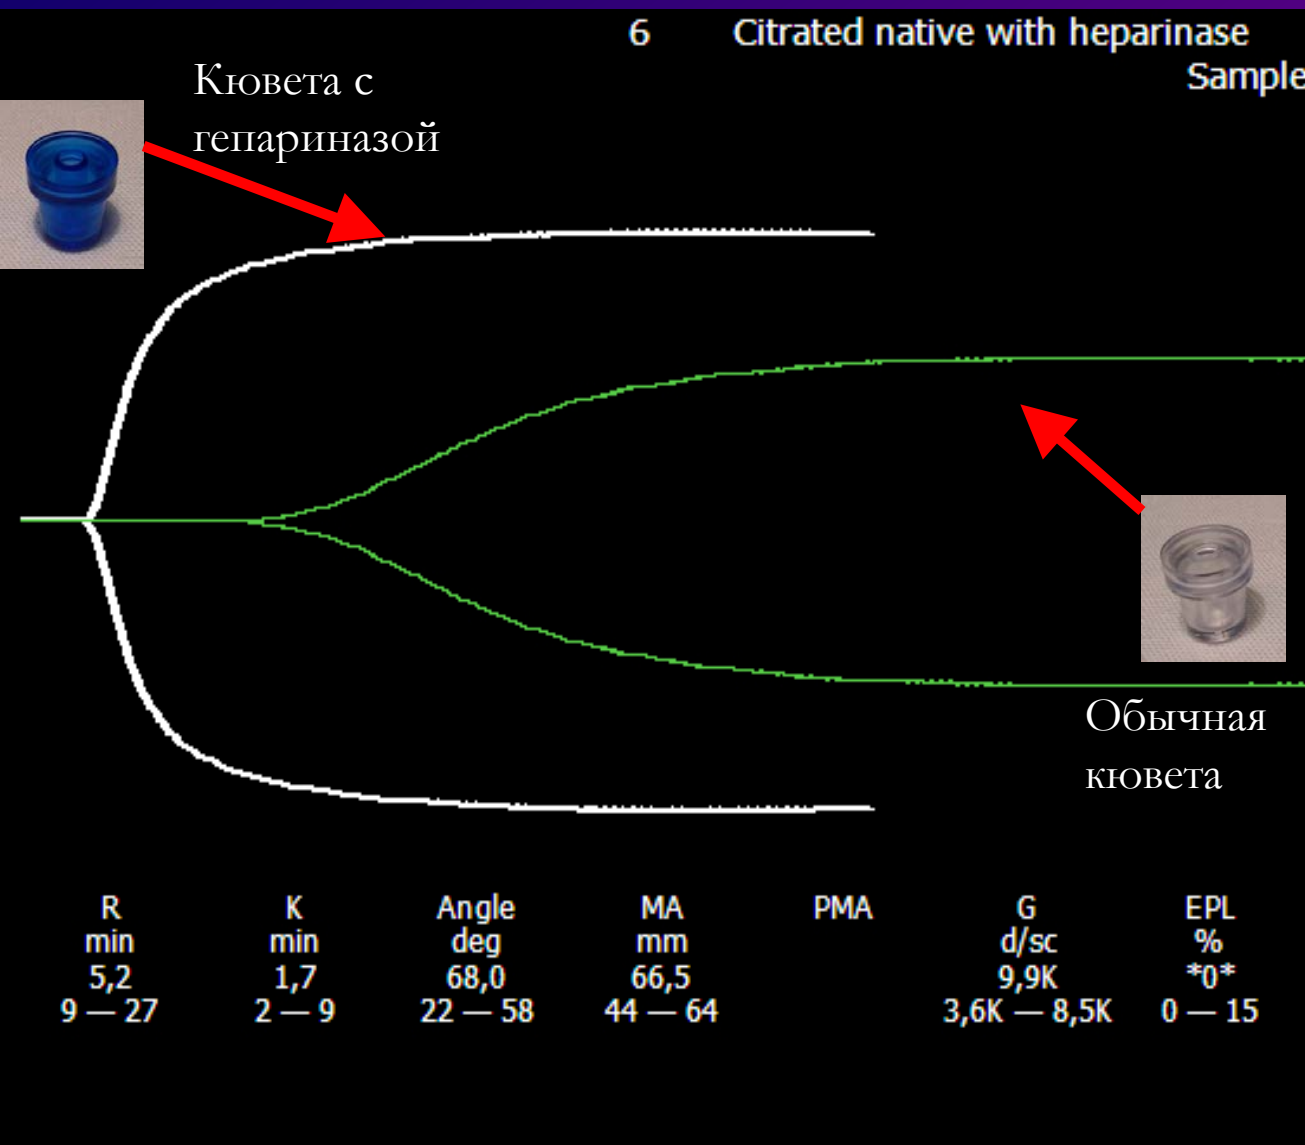 6 Citrated native with heparinase
Sample
Кювета с
гепариназой
Обычная
кювета
R K Angle MA PMA G EPL
min min deg mm d/sc %
5,2 1,7 68,0 66,5 9,9K *0*
9 — 27 2 — 9 22 — 58 44 — 64 3,6K — 8,5K 0 — 15